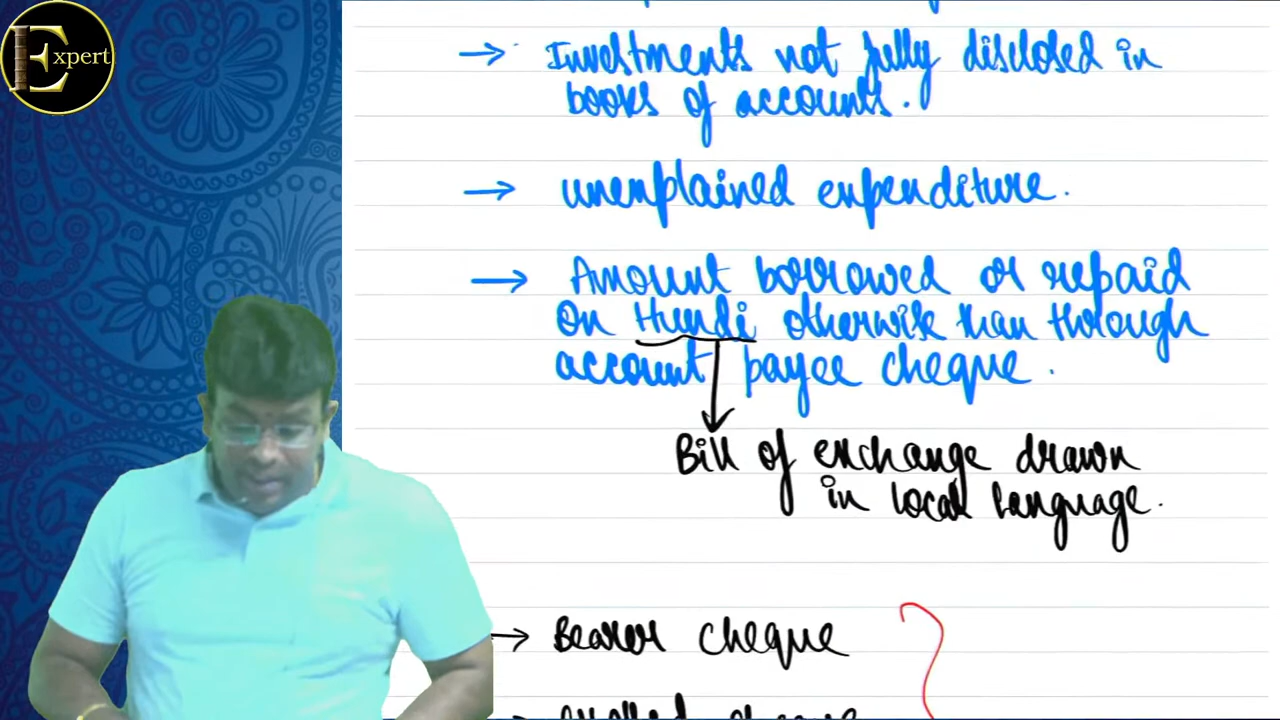 Expert
→ Investments not fully disclosed in
books of accounts.
→ unexplained expenditure.
→ Amount borrowed or repaid
on Hundi otherwise than through
account payee cheque.
Bill of exchange drawn
in local language.
→ Bearer cheque